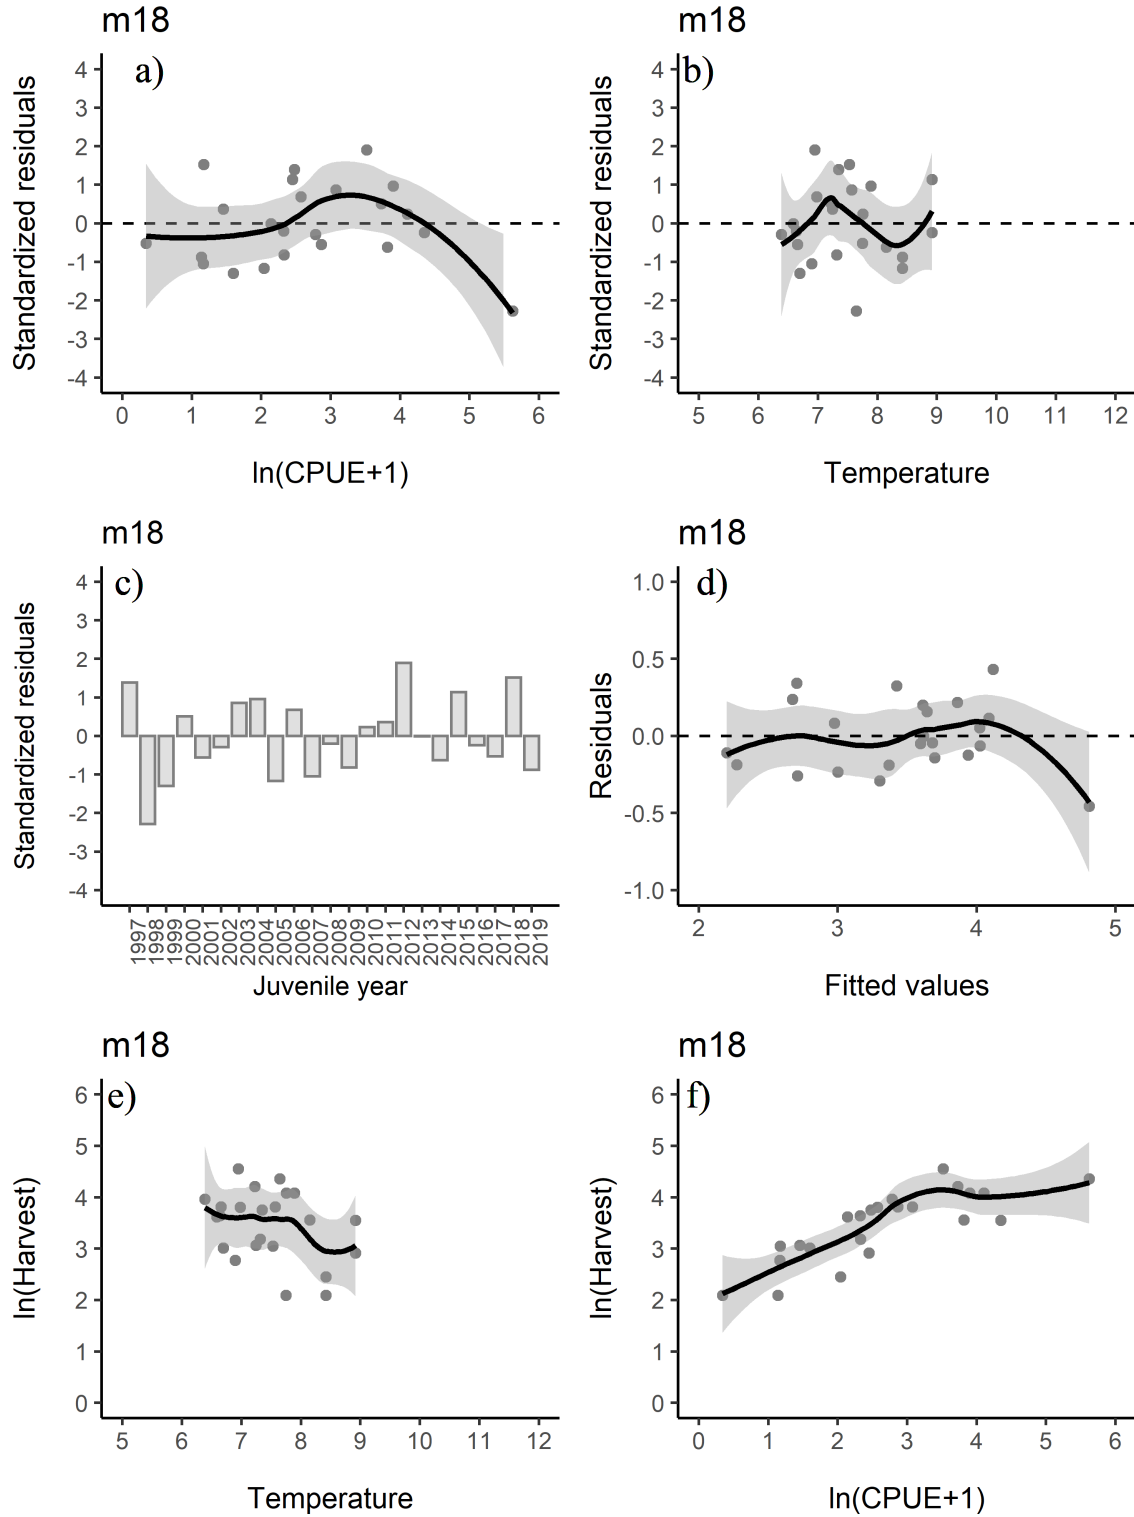 m18
a)
Standardized residuals
4
3
2
1
0
-1
-2
-3
-4
0 1 2 3 4 5 6
ln(CPUE+1)
m18
b)
Standardized residuals
4
3
2
1
0
-1
-2
-3
-4
5 6 7 8 9 10 11 12
Temperature
m18
c)
Standardized residuals
4
3
2
1
0
-1
-2
-3
-4
1997 1998 1999 2000 2001 2002 2003 2004 2005 2006 2007 2008 2009 2010 2011 2012 2013 2014 2015 2016 2017 2018 2019
Juvenile year
m18
d)
Residuals
1.0
0.5
0.0
-0.5
-1.0
2 3 4 5
Fitted values
m18
e)
ln(Harvest)
6
5
4
3
2
1
0
5 6 7 8 9 10 11 12
Temperature
m18
f)
ln(Harvest)
6
5
4
3
2
1
0
0 1 2 3 4 5 6
ln(CPUE+1)